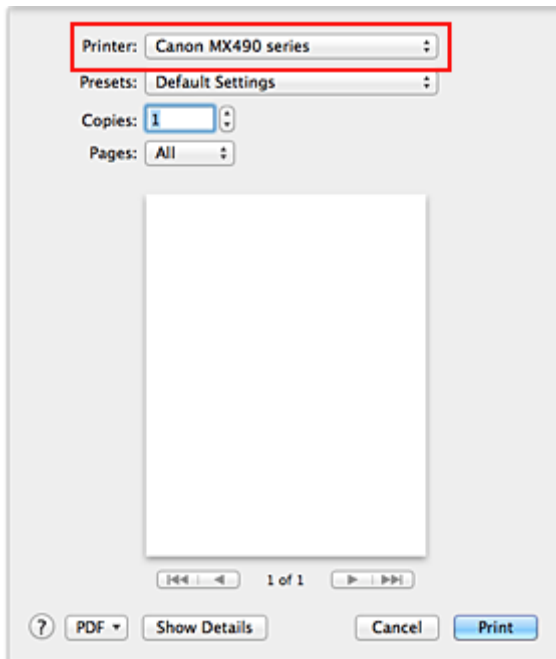 Printer: Canon MX490 series
Presets: Default Settings
Copies: 1
Pages: All
1 of 1
? PDF Show Details Cancel Print